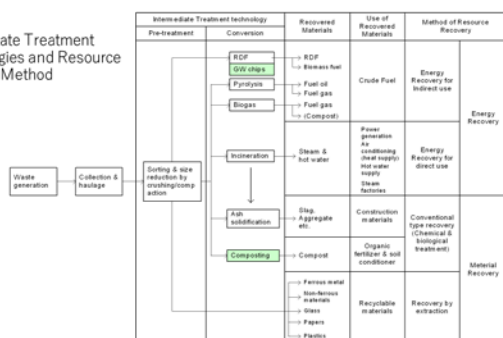 ate Treatment
gies and Resource
Method
Intermediate Treatment technology
Pre-treatment
Conversion
Recovered
Materials
Use of
Recovered
Materials
Method of Resource
Recovery
Waste
generation
Collection &
haulage
Sorting & size
reduction by
crushing/comp
action
RDF
GW chips
Pyrolysis
Biogas
Incineration
Ash
solidification
Composting
RDF
Biomass fuel
Fuel oil
Fuel gas
Fuel gas
(Compost)
Steam &
hot water
Slag,
Aggregate
etc.
Compost
Ferrous metal
Non-ferrous
materials
Glass
Papers
Plastics
Crude Fuel
Power
generation
Air
conditioning
(heat supply)
Hot water
supply
Steam
factories
Construction
materials
Organic
fertilizer & soil
conditioner
Recyclable
materials
Energy
Recovery for
Indirect use
Energy
Recovery for
direct use
Conventional
type recovery
(Chemical &
biological
treatment)
Recovery by
extraction
Energy
Recovery
Meterial
Recovery